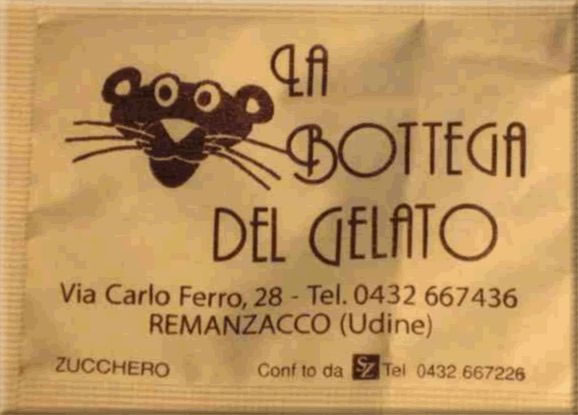 LA
BOTTEGA
DEL GELATO
Via Carlo Ferro, 28 - Tel. 0432 667436
REMANZACCO (Udine)
ZUCCHERO Conf to da SZ Tel 0432 667226